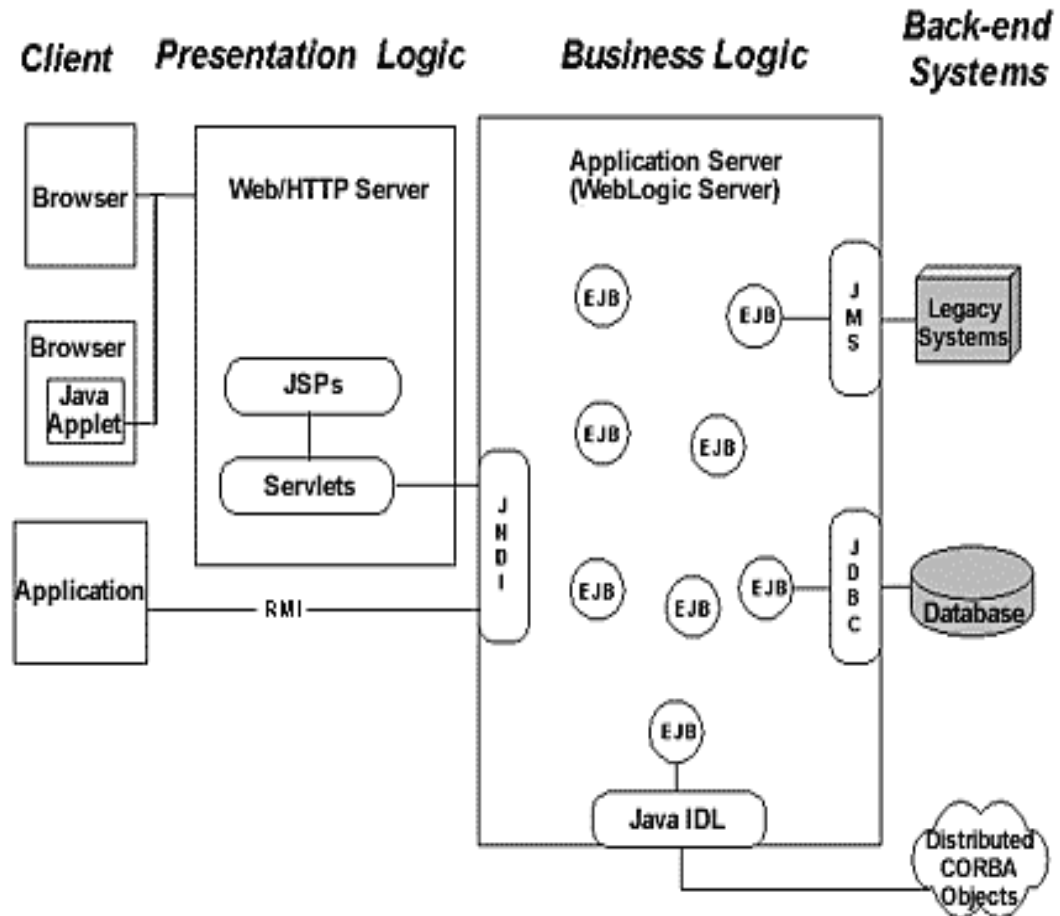 Client
Presentation Logic
Business Logic
Back-end
Systems
Browser
Web/HTTP Server
Application Server
(WebLogic Server)
Browser
Java
Applet
JSPs
Servlets
Application
RMI
J
N
D
I
EJB
EJB
J
M
S
Legacy
Systems
EJB
EJB
EJB
EJB
EJB
J
D
B
C
Database
EJB
Java IDL
Distributed
CORBA
Objects